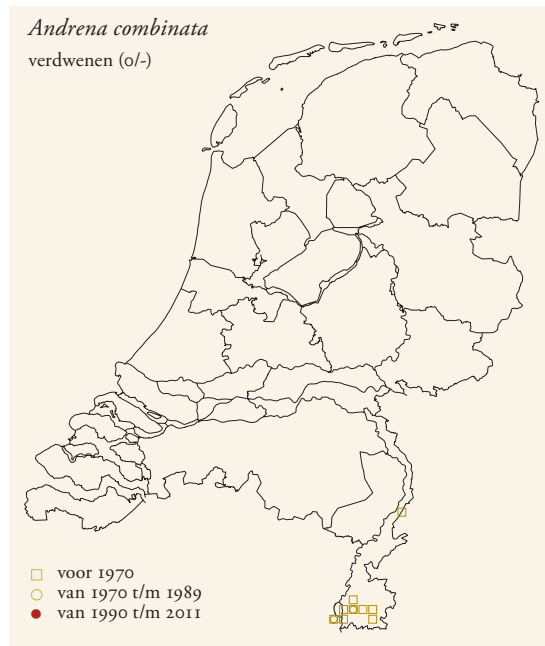 Andrena combinata
verdwenen (0/-)
voor 1970
van 1970 t/m 1989
van 1990 t/m 2011